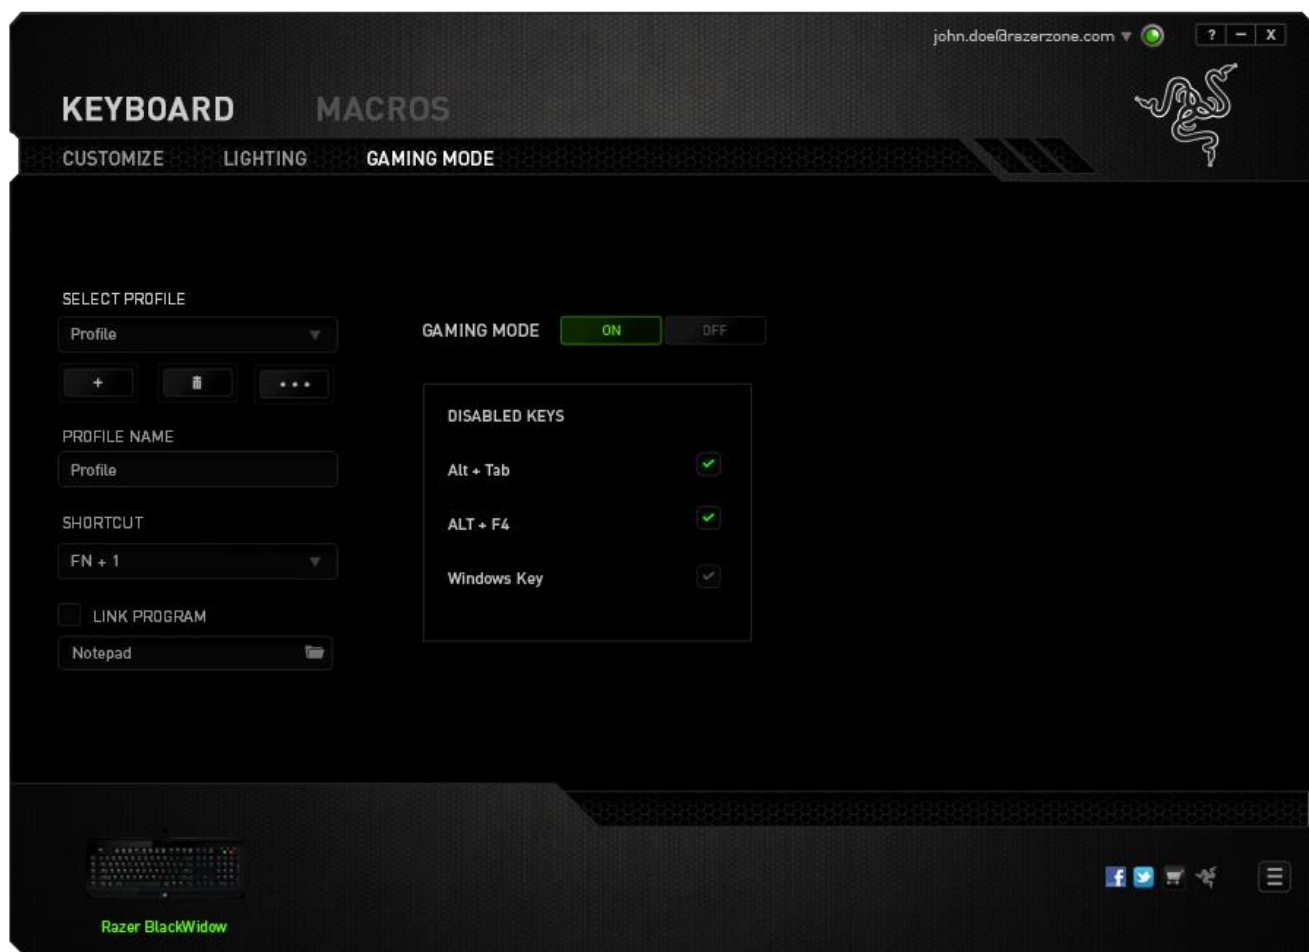 john.doe@razerzone.com
? – X
KEYBOARD MACROS
CUSTOMIZE LIGHTING GAMING MODE
SELECT PROFILE
Profile
+
PROFILE NAME
Profile
SHORTCUT
FN + 1
LINK PROGRAM
Notepad
GAMING MODE ON OFF
DISABLED KEYS
Alt + Tab
ALT + F4
Windows Key
Razer BlackWidow